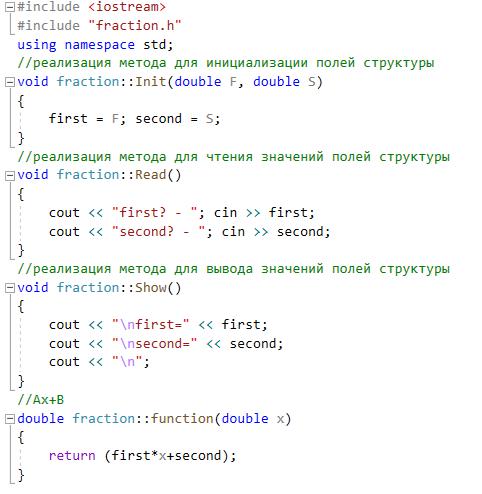 #include <iostream>
#include "fraction.h"
using namespace std;
//реализация метода для инициализации полей структуры
void fraction::Init(double F, double S)
{
first = F; second = S;
}
//реализация метода для чтения значений полей структуры
void fraction::Read()
{
cout << "first? - "; cin >> first;
cout << "second? - "; cin >> second;
}
//реализация метода для вывода значений полей структуры
void fraction::Show()
{
cout << "\nfirst=" << first;
cout << "\nsecond=" << second;
cout << "\n";
}
//Ax+B
double fraction::function(double x)
{
return (first*x+second);
}